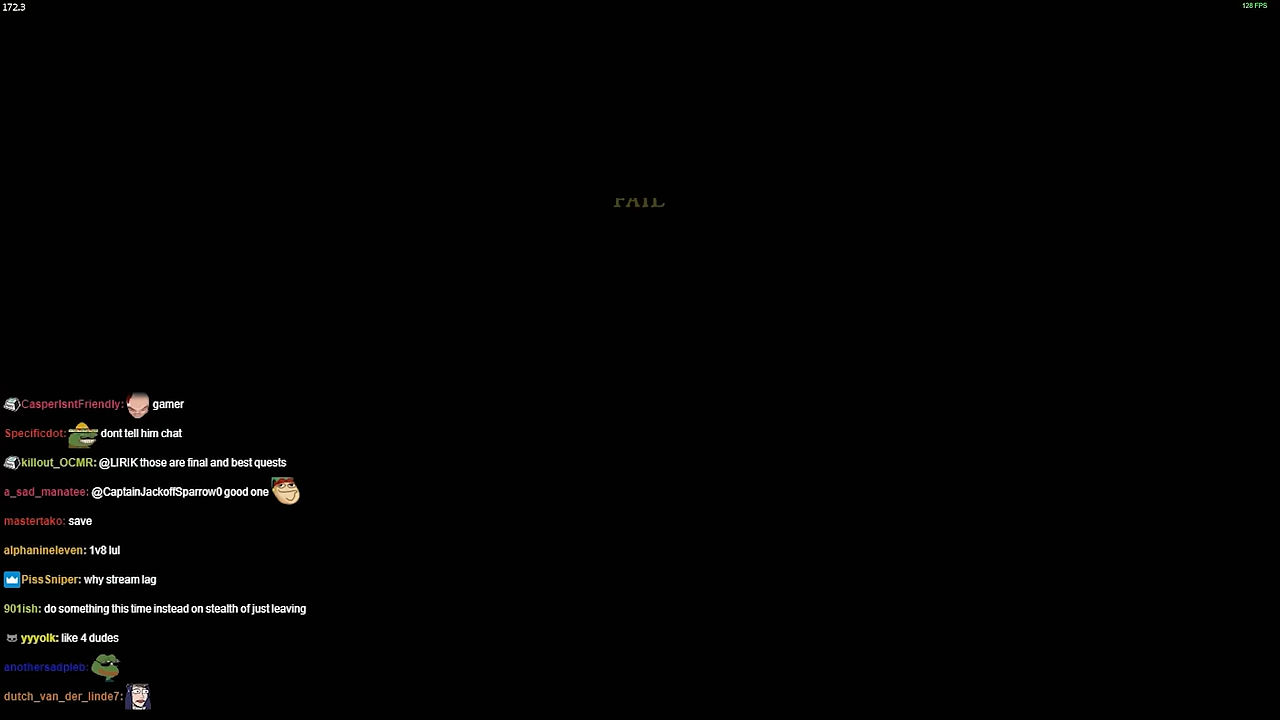 172.3
128 FPS
FAIL
CasperIsntFriendly: gamer
Specificdot: dont tell him chat
killout_OCMR: @LIRIK those are final and best quests
a_sad_manatee: @CaptainJackoffSparrow0 good one
mastertako: save
alphanineleven: 1v8 lul
PissSniper: why stream lag
901ish: do something this time instead on stealth of just leaving
yyyolk: like 4 dudes
anothersadpleb:
dutch_van_der_linde7: